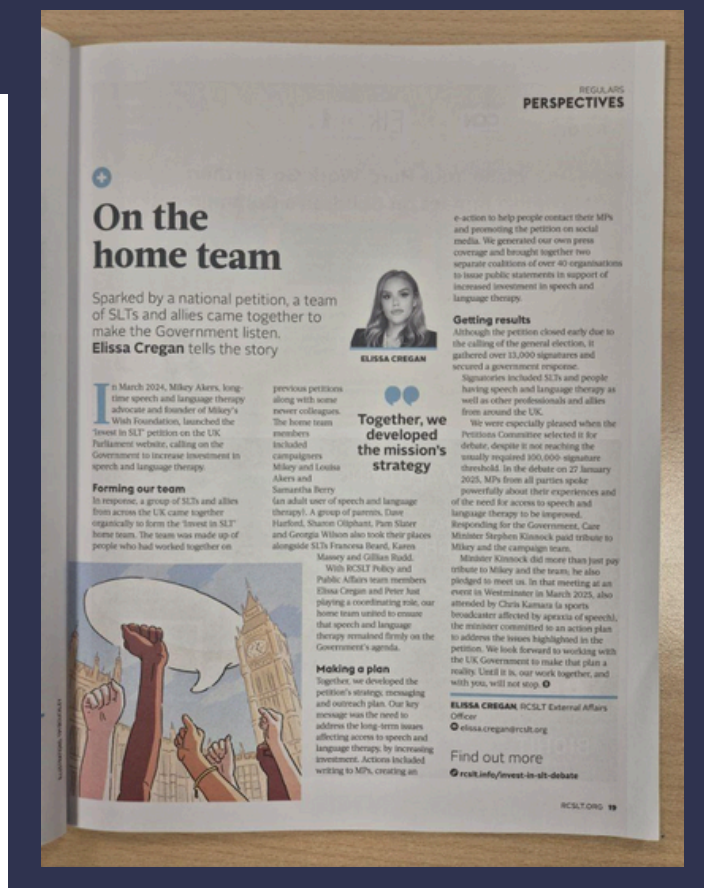 REGULARS
PERSPECTIVES
On the
home team
Sparked by a national petition, a team
of SLTs and allies came together to
make the Government listen.
Elissa Cregan tells the story
ELISSA CREGAN
In March 2024, Mikey Akers, long-
time speech and language therapy
advocate and founder of Mikey's
Wish Foundation, launched the
'Invest in SLT' petition on the UK
Parliament website, calling on the
Government to increase investment in
speech and language therapy.
Forming our team
In response, a group of SLTs and allies
from across the UK came together
organically to form the 'Invest in SLT'
home team. The team was made up of
people who had worked together on
previous petitions
along with some
newer colleagues.
The home team
members
included
campaigners
Mikey and Louisa
Akers and
Samantha Berry
(an adult user of speech and language
therapy). A group of parents, Dave
Harford, Sharon Oliphant, Pam Slater
and Georgia Wilson also took their places
alongside SLTs Francesa Beard, Karen
Massey and Gillian Rudd.
With RCSLT Policy and
Public Affairs team members
Elissa Cregan and Peter Just
playing a coordinating role, our
home team united to ensure
that speech and language
therapy remained firmly on the
Government's agenda.
Making a plan
Together, we developed the
petition's strategy, messaging
and outreach plan. Our key
message was the need to
address the long-term issues
affecting access to speech and
language therapy, by increasing
investment. Actions included
writing to MPs, creating an
Together, we
developed
the mission's
strategy
e-action to help people contact their MPs
and promoting the petition on social
media. We generated our own press
coverage and brought together two
separate coalitions of over 40 organisations
to issue public statements in support of
increased investment in speech and
language therapy.
Getting results
Although the petition closed early due to
the calling of the general election, it
gathered over 13,000 signatures and
secured a government response.
Signatories included SLTs and people
having speech and language therapy as
well as other professionals and allies
from around the UK.
We were especially pleased when the
Petitions Committee selected it for
debate, despite it not reaching the
usually required 100,000-signature
threshold. In the debate on 27 January
2025, MPs from all parties spoke
powerfully about their experiences and
of the need for access to speech and
language therapy to be improved.
Responding for the Government, Care
Minister Stephen Kinnock paid tribute to
Mikey and the campaign team.
Minister Kinnock did more than just pay
tribute to Mikey and the team; he also
pledged to meet us. In that meeting at an
event in Westminster in March 2025, also
attended by Chris Kamara (a sports
broadcaster affected by apraxia of speech),
the minister committed to an action plan
to address the issues highlighted in the
petition. We look forward to working with
the UK Government to make that plan a
reality. Until it is, our work together, and
with you, will not stop.
ELISSA CREGAN, RCSLT External Affairs
Officer
elissa.cregan@rcslt.org
Find out more
rcslt.info/invest-in-slt-debate
RCSLT.ORG 19